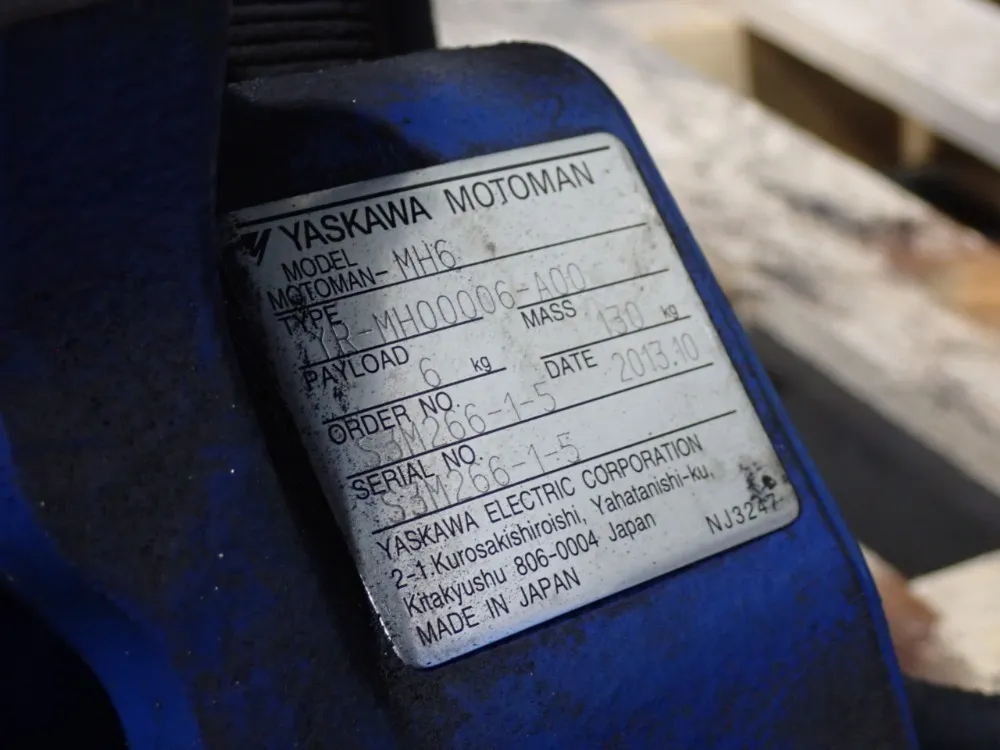 YASKAWA MOTOMAN
MODEL
MOTOMAN-MH6
TYPE
YR-MH00006-A00
PAYLOAD 6 kg MASS 130 kg
ORDER NO. DATE 2013.10
S3M266-1-5
SERIAL NO.
S3M266-1-5
YASKAWA ELECTRIC CORPORATION
2-1,Kurosakishiroishi, Yahatanishi-ku,
Kitakyushu 806-0004 Japan
MADE IN JAPAN NJ3247